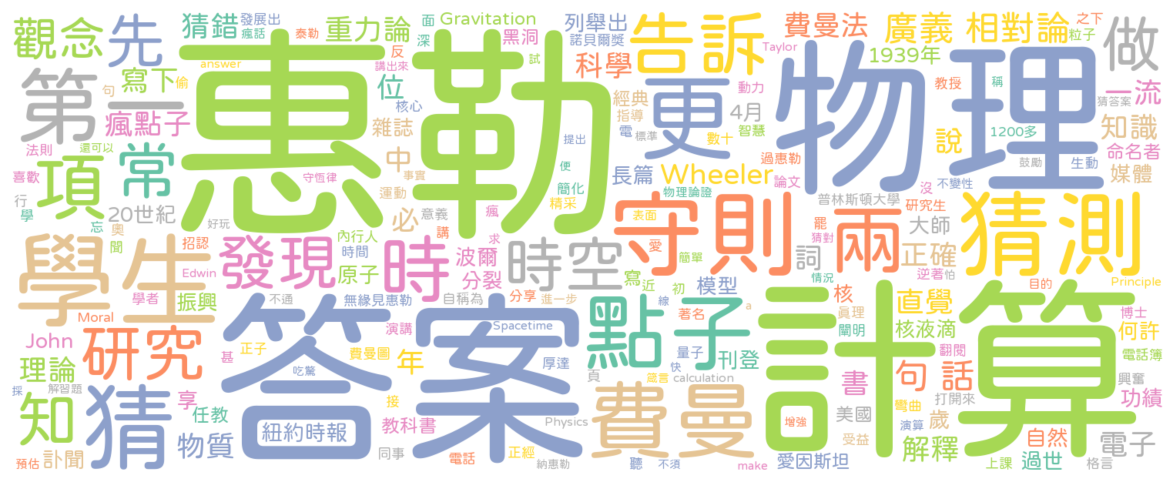 觀念 先 猜錯 發展出 瘋話 泰勒 重力論 反 面 深 Gravitation 黑洞 列舉出 諾貝爾獎 告訴 費曼法 廣義 相對論 之下 粒子
第一 寫下 偷 answer 惠勒 講出來 位 試 科學 Taylor 1939年 做
句 瘋點子 核心 雜誌 經典 指導 更 動力 4月 物理 教授 稱 猜答案 一流
法則 喜歡 項 常 還可以 守恆律 中 事實 運動 提出 便 電 標準 數十 智慧 說 1200多 知識 命名者
行 學 忘 20世紀 奧 聞 好玩 必 意義 瘋 簡化 精采 長篇 Wheeler 過惠勒 論文 物理論證 鼓勵 生動 媒體
學生 招認 Edwin 發現 內行人 時間 原子 時 講 求 波爾 分裂 時空 表面 愛 寫 近 守則 簡單 初 普林斯頓大學 沒 罷 猜對 兩 研究生 不變性 大師 詞 正確 情況 逆著 怕 猜測
Moral 學者 振興 不通 無緣見惠勒 自稱為 分享 進一步 模型 線 著名 a 核 真理 闡明 直覺 目的 Principle
John 研究 甚 正子 答案 演講 Spacetime 點子 量子 快 刊登 計算 核液滴 博士 何許
理論 吃驚 費曼圖 年 厚達 頁 箴言 calculation 翻閱 電話簿 興奮
知 採 解習題 猜 享 任教 接 教科書 費曼 書 句 話 打開來 彎曲 功績
預估 訃聞 物質 紐約時報 同事 電話 正經 Physics 納惠勒 聽 不須 make 增強 美國 受益 愛因斯坦 歲 演算 解釋 上課 自然 過世 格言 電子